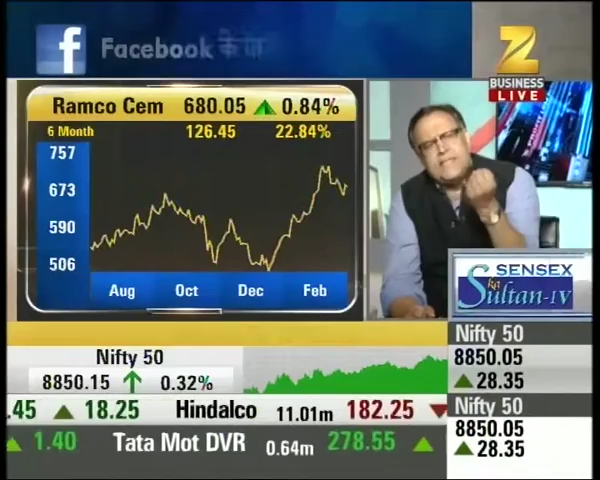 Facebook के पा
Z
BUSINESS
LIVE
Ramco Cem 680.05 0.84%
6 Month 126.45 22.84%
757
673
590
506
Aug Oct Dec Feb
SENSEX
ka
Sultan-IV
Nifty 50
8850.15 0.32%
Nifty 50
8850.05
28.35
.45 18.25 Hindalco 11.01m 182.25
Nifty 50
8850.05
28.35
1.40 Tata Mot DVR 0.64m 278.55